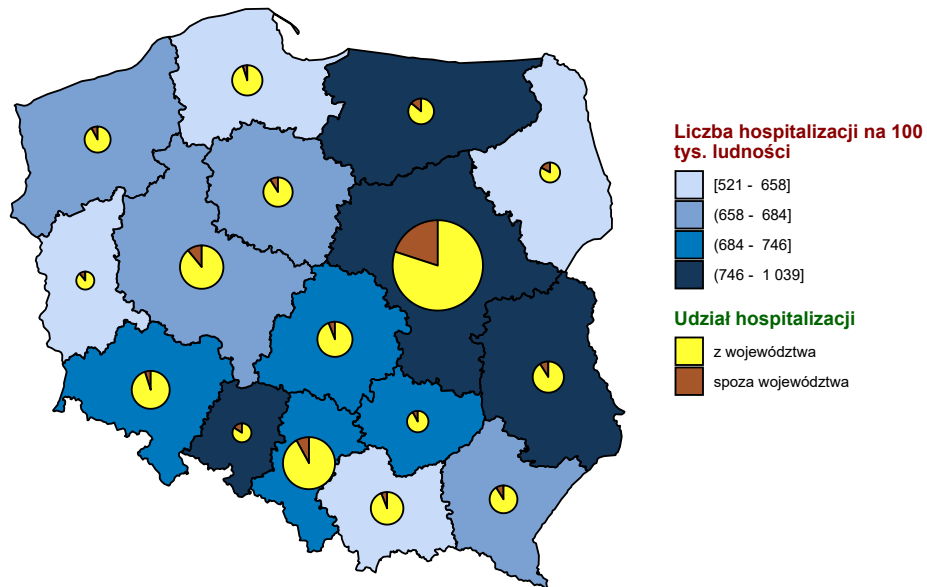 Liczba hospitalizacji na 100
tys. ludności
[521 - 658]
(658 - 684]
(684 - 746]
(746 - 1 039]
Udział hospitalizacji
z województwa
spoza województwa